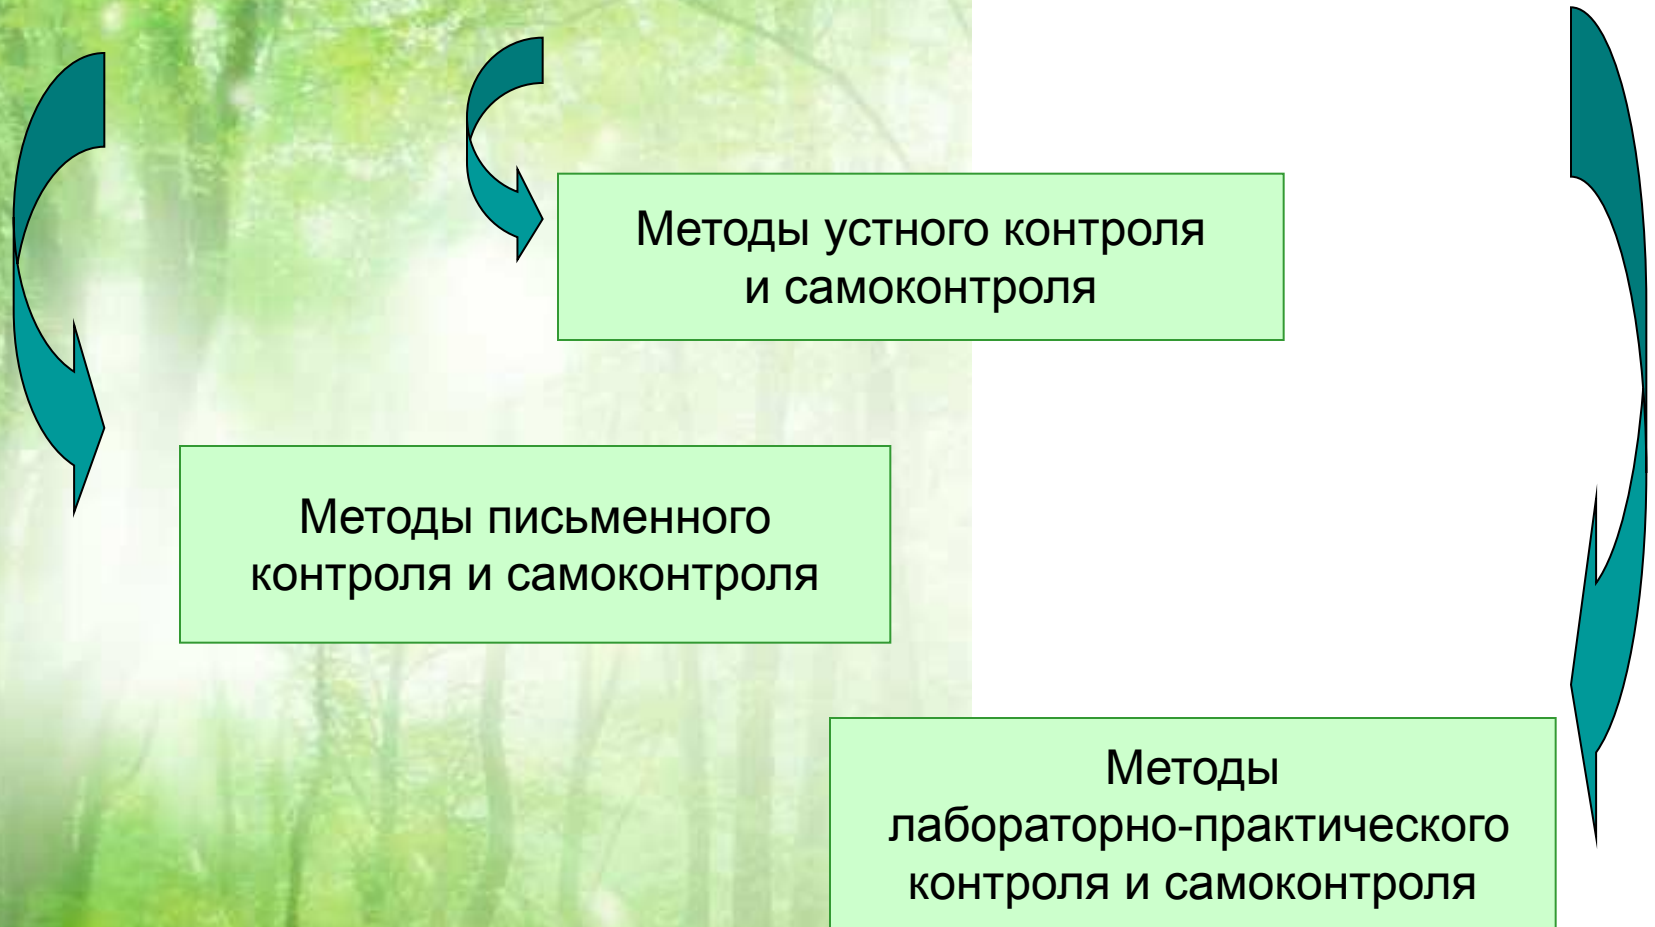 Методы устного контроля
и самоконтроля
Методы письменного
контроля и самоконтроля
Методы
лабораторно-практического
контроля и самоконтроля